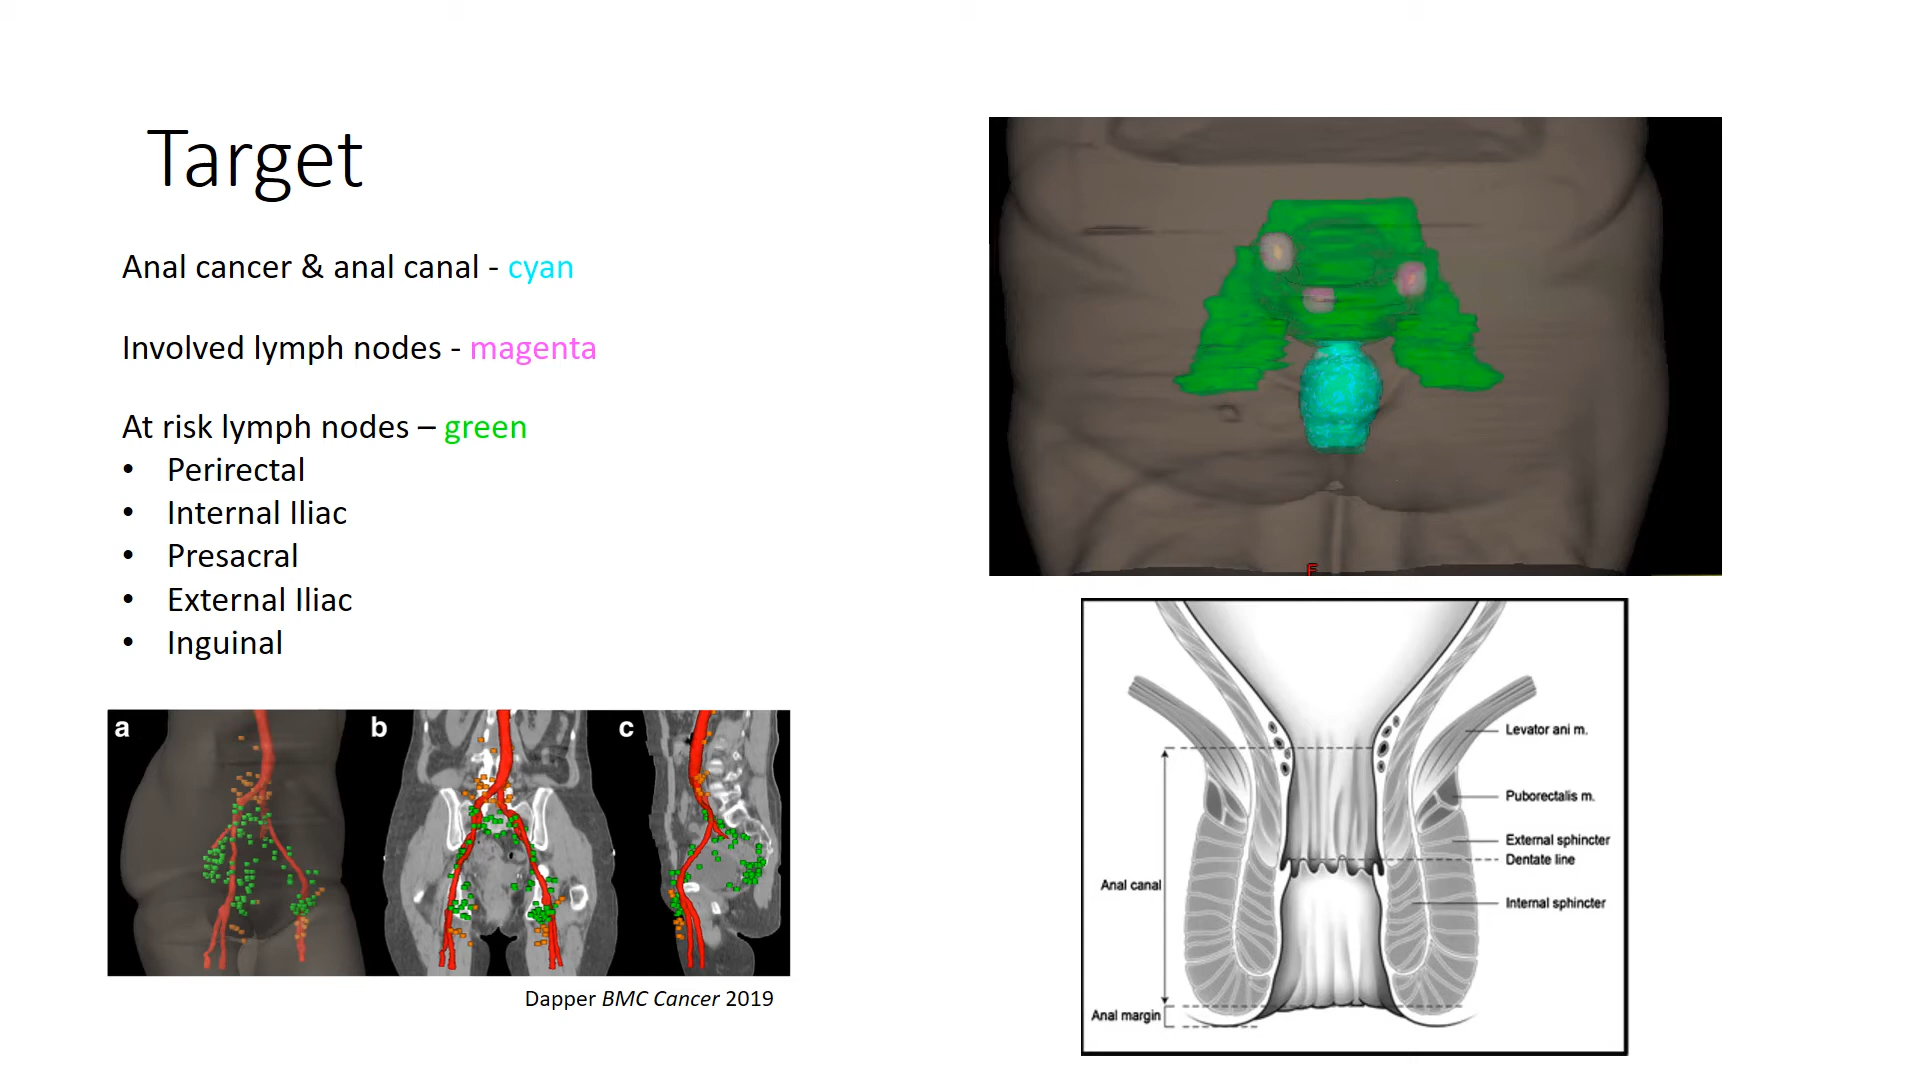 Target
Anal cancer & anal canal - cyan
Involved lymph nodes - magenta
At risk lymph nodes – green
• Perirectal
• Internal Iliac
• Presacral
• External Iliac
• Inguinal
a
b
c
Dapper BMC Cancer 2019
F
Levator ani m.
Puborectalis m.
External sphincter
Dentate line
Anal canal
Internal sphincter
Anal margin